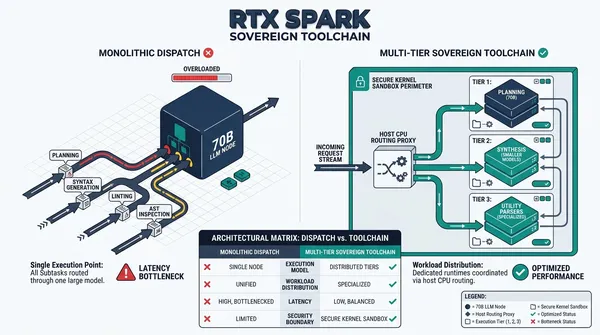 RTX SPARK
SOVEREIGN TOOLCHAIN
MONOLITHIC DISPATCH
OVERLOADED
70B
LLM NODE
PLANNING
SYNTAX
GENERATION
LINTING
AST
INSPECTION
Single Execution Point:
All Subtasks routed
through one large model.
LATENCY
BOTTLENECK
MULTI-TIER SOVEREIGN TOOLCHAIN
SECURE KERNEL
SANDBOX PERIMETER
INCOMING
REQUEST
STREAM
HOST CPU
ROUTING PROXY
TIER 1:
PLANNING
(70B)
TIER 2:
SYNTHESIS
(SMALLER
MODELS)
TIER 3:
UTILITY
PARSERS
(SPECIALIZED)
ARCHITECTURAL MATRIX: DISPATCH vs. TOOLCHAIN
MONOLITHIC DISPATCH MULTI-TIER SOVEREIGN TOOLCHAIN
SINGLE NODE EXECUTION MODEL DISTRIBUTED TIERS
UNIFIED WORKLOAD DISTRIBUTION SPECIALIZED
HIGH, BOTTLENECKED LATENCY LOW, BALANCED
LIMITED SECURITY BOUNDARY SECURE KERNEL SANDBOX
Workload Distribution:
Dedicated runtimes coordinated
via host CPU routing.
OPTIMIZED
PERFORMANCE
LEGEND:
= 70B LLM Node
= Host Routing Proxy
= Execution Tier (1, 2, 3)
= Secure Kernel Sandbox
= Optimized Status
= Bottleneck Status